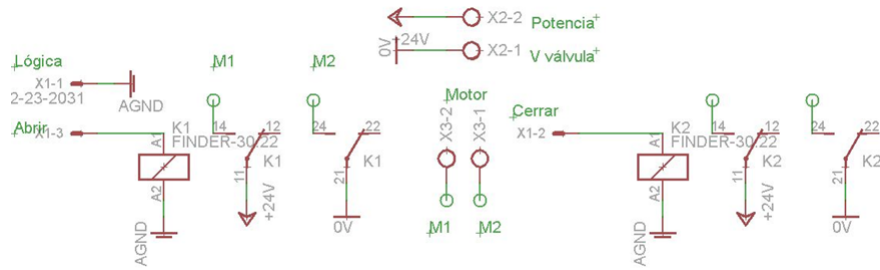 X2-2 Potencia
0V 24V X2-1 V válvula
Lógica
X1-1
2-23-2031
AGND
M1
M2
Abrir
X1-3
A1
K1
FINDER-30.22
A2
AGND
14
12
11
K1
+24V
24
22
21
K1
0V
Motor
X3-2
X3-1
M1
M2
Cerrar
X1-2
A1
K2
FINDER-30.22
A2
AGND
14
12
11
K2
+24V
24
22
21
K2
0V